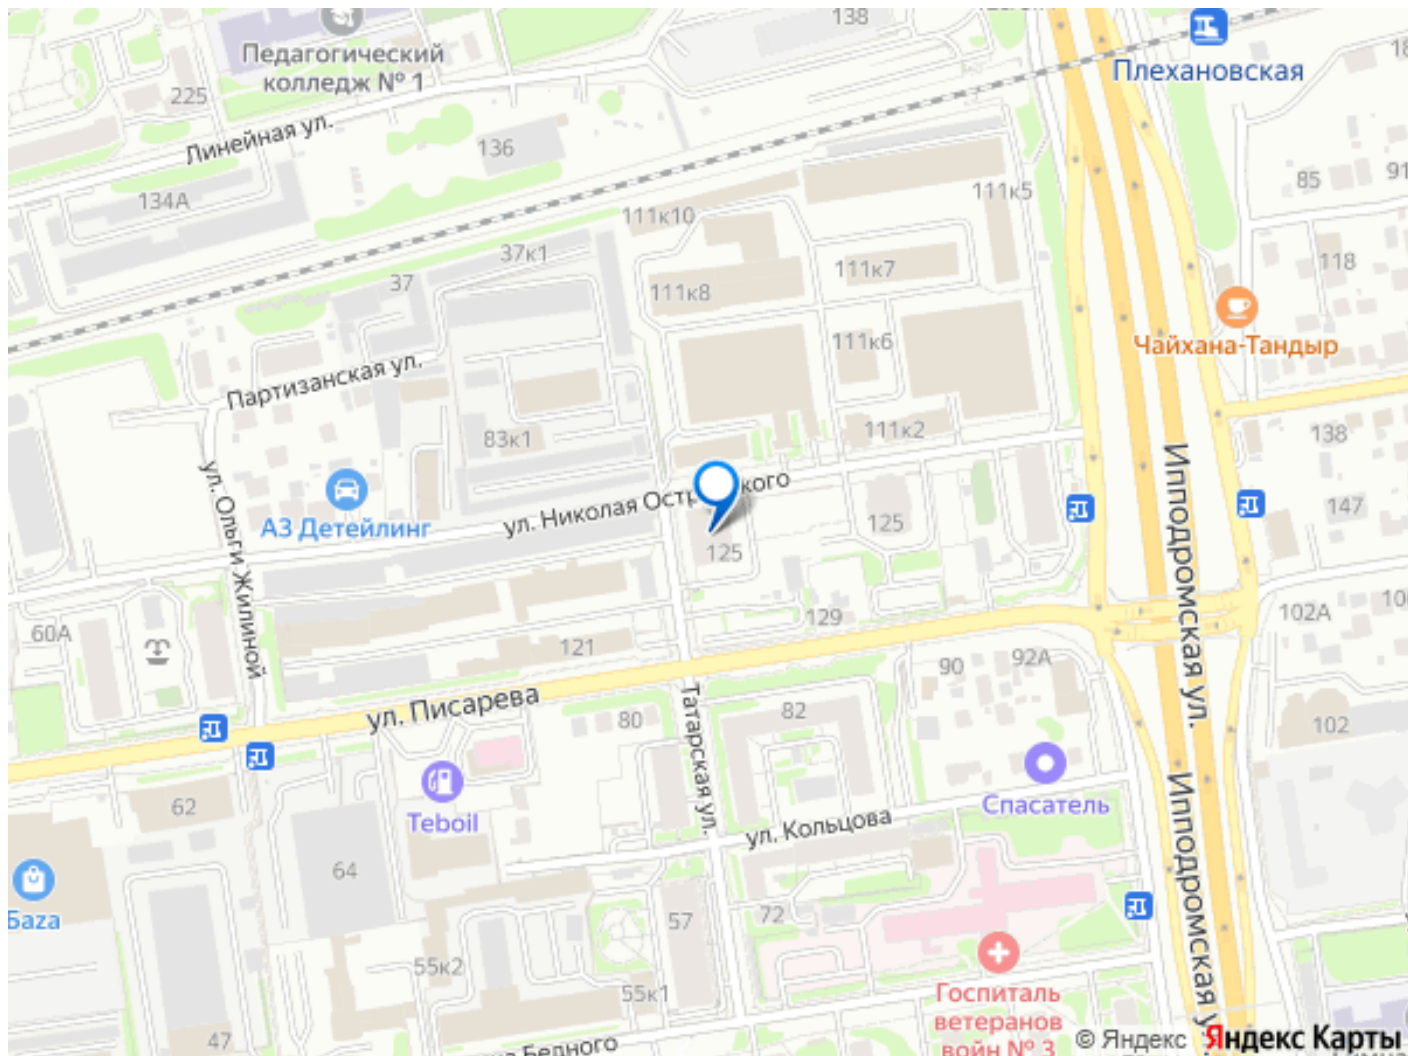 138
Педагогический
колледж № 1
Плехановская
225
Линейная ул.
136
134А
111к5
85
91
111к10
37к1
37
111к7
118
111к8
Чайхана-Тандыр
111к6
Партизанская ул.
83к1
111к2
138
ул. Ольги Жилиной
А3 Детейлинг
ул. Николая Остр
кого
125
125
147
Ипподромская ул.
60А
121
129
102А
90
92А
ул. Писарева
80
82
102
Татарская ул.
62
Teboil
Спасатель
ул. Кольцова
Ипподромская у
64
Baza
57
72
55к2
55к1
Госпиталь
ветеранов
войн № 3
47
на Бедного
© Яндекс Яндекс Карты